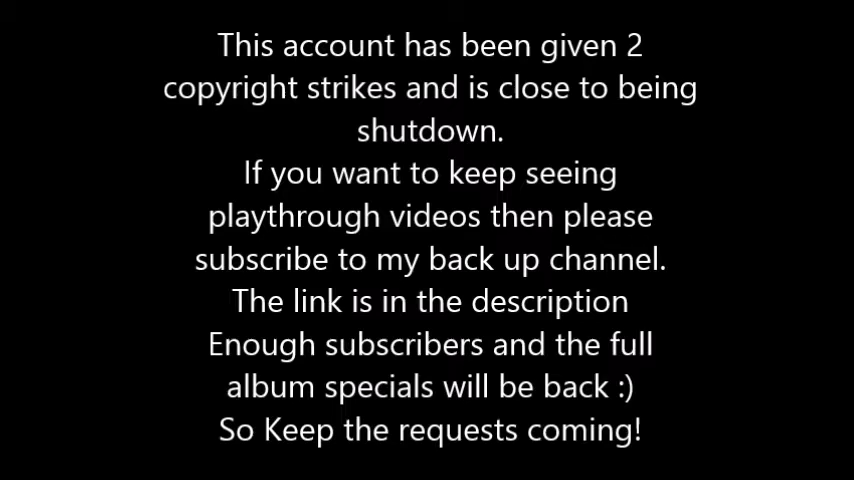 This account has been given 2
copyright strikes and is close to being
shutdown.
If you want to keep seeing
playthrough videos then please
subscribe to my back up channel.
The link is in the description
Enough subscribers and the full
album specials will be back :)
So Keep the requests coming!